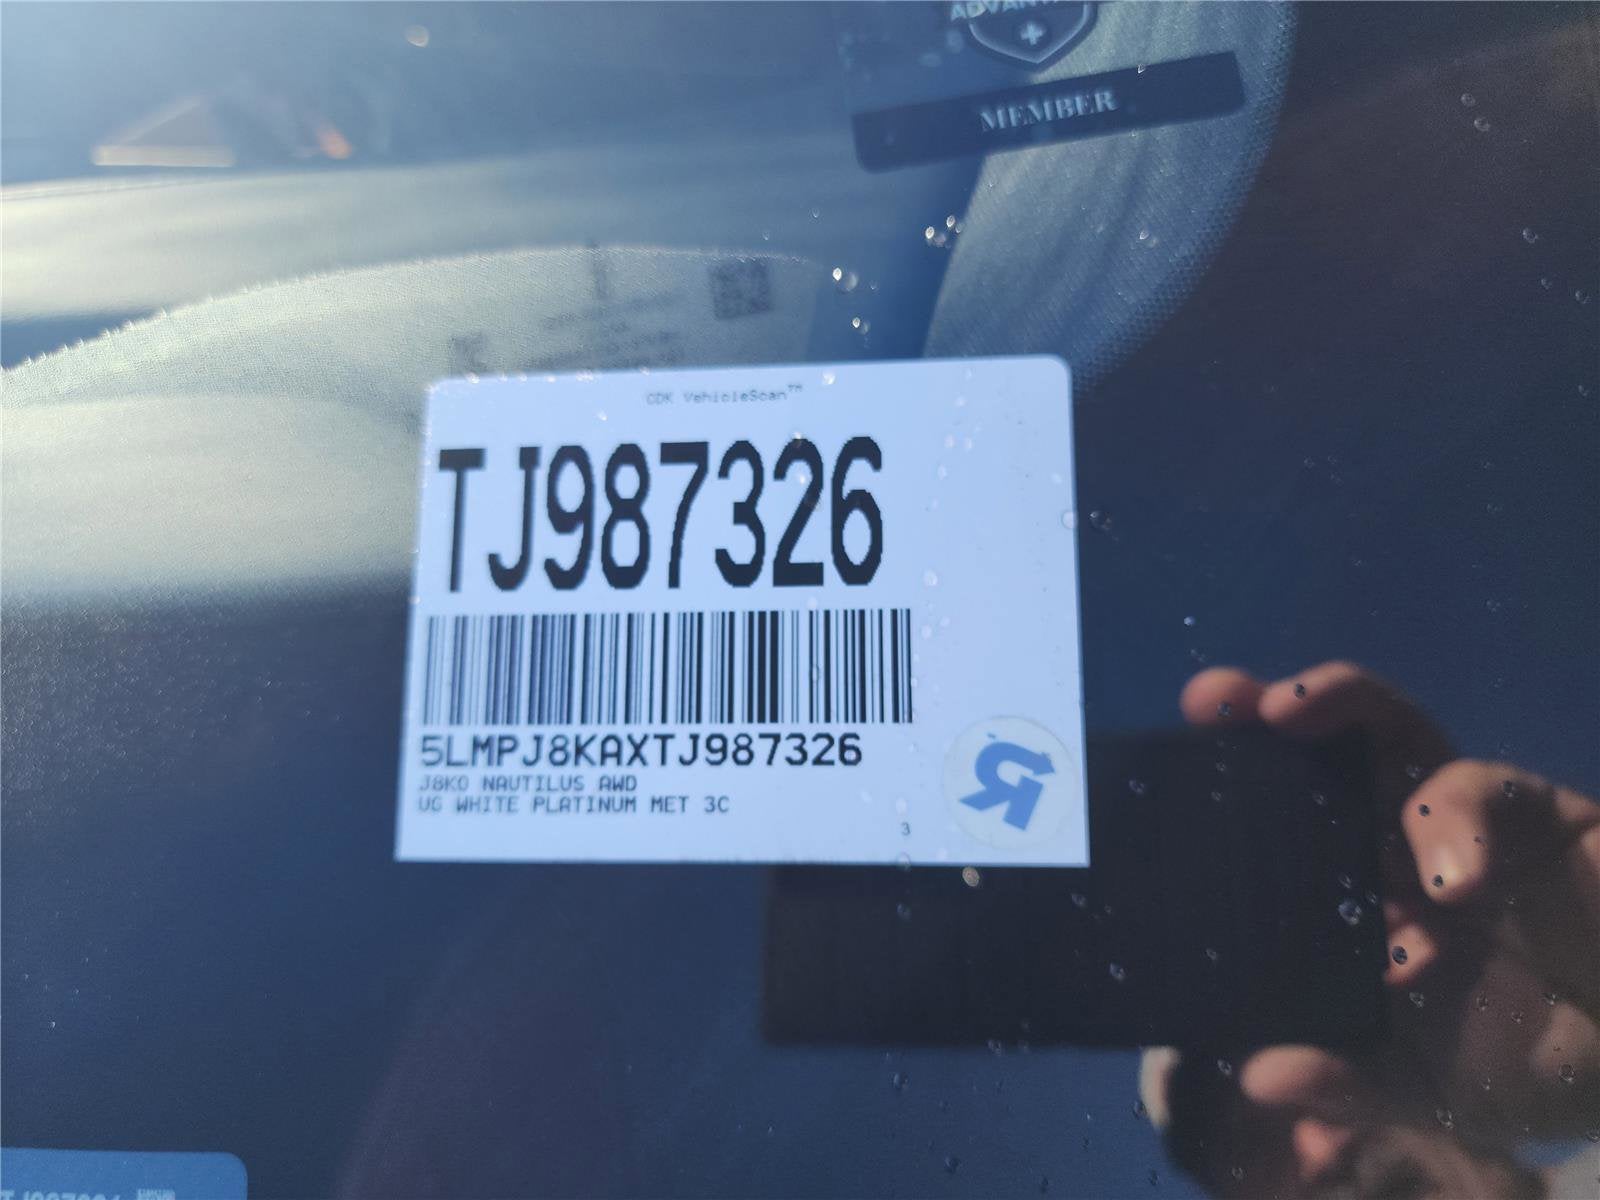 MEMBER
CDK VehicleScan™
TJ987326
5LMPJ8KAXTJ987326
J8K0 NAUTILUS AWD
UG WHITE PLATINUM MET 3C
3